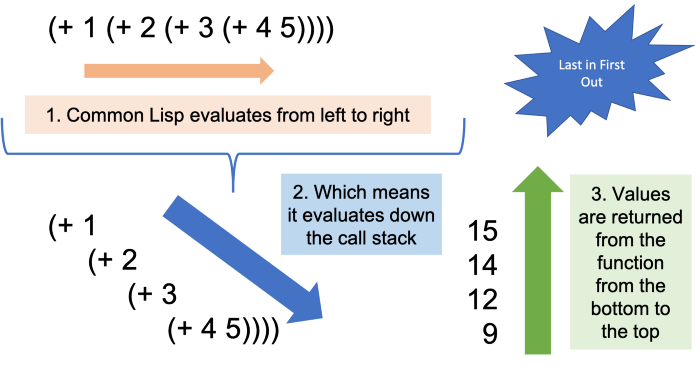 (+ 1 (+ 2 (+ 3 (+ 4 5))))
Last in First
Out
1. Common Lisp evaluates from left to right
2. Which means
it evaluates down
the call stack
(+ 1
(+ 2
(+ 3
(+ 4 5))))
15
14
12
9
3. Values
are returned
from the
function
from the
bottom to
the top